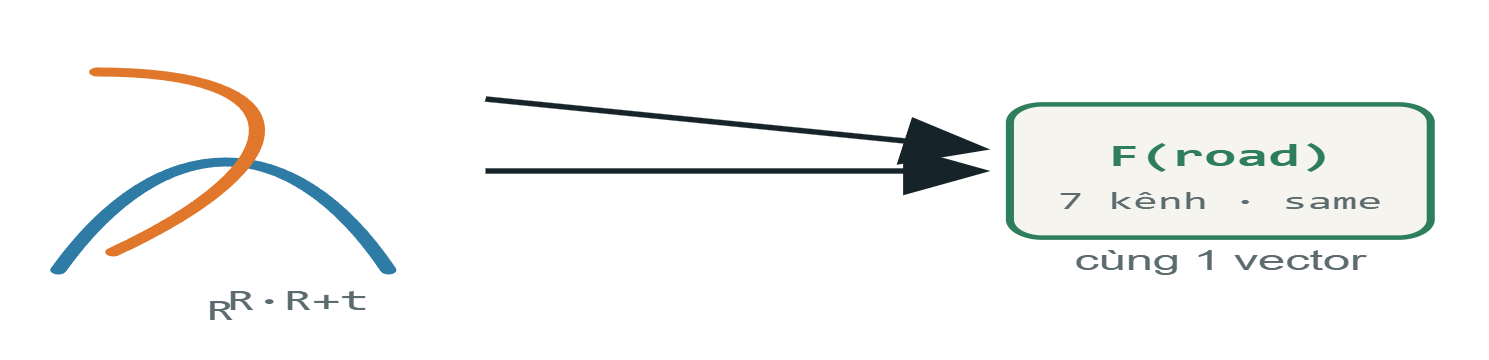 F(road)
7 kênh · same
cùng 1 vector
R
R·R+t